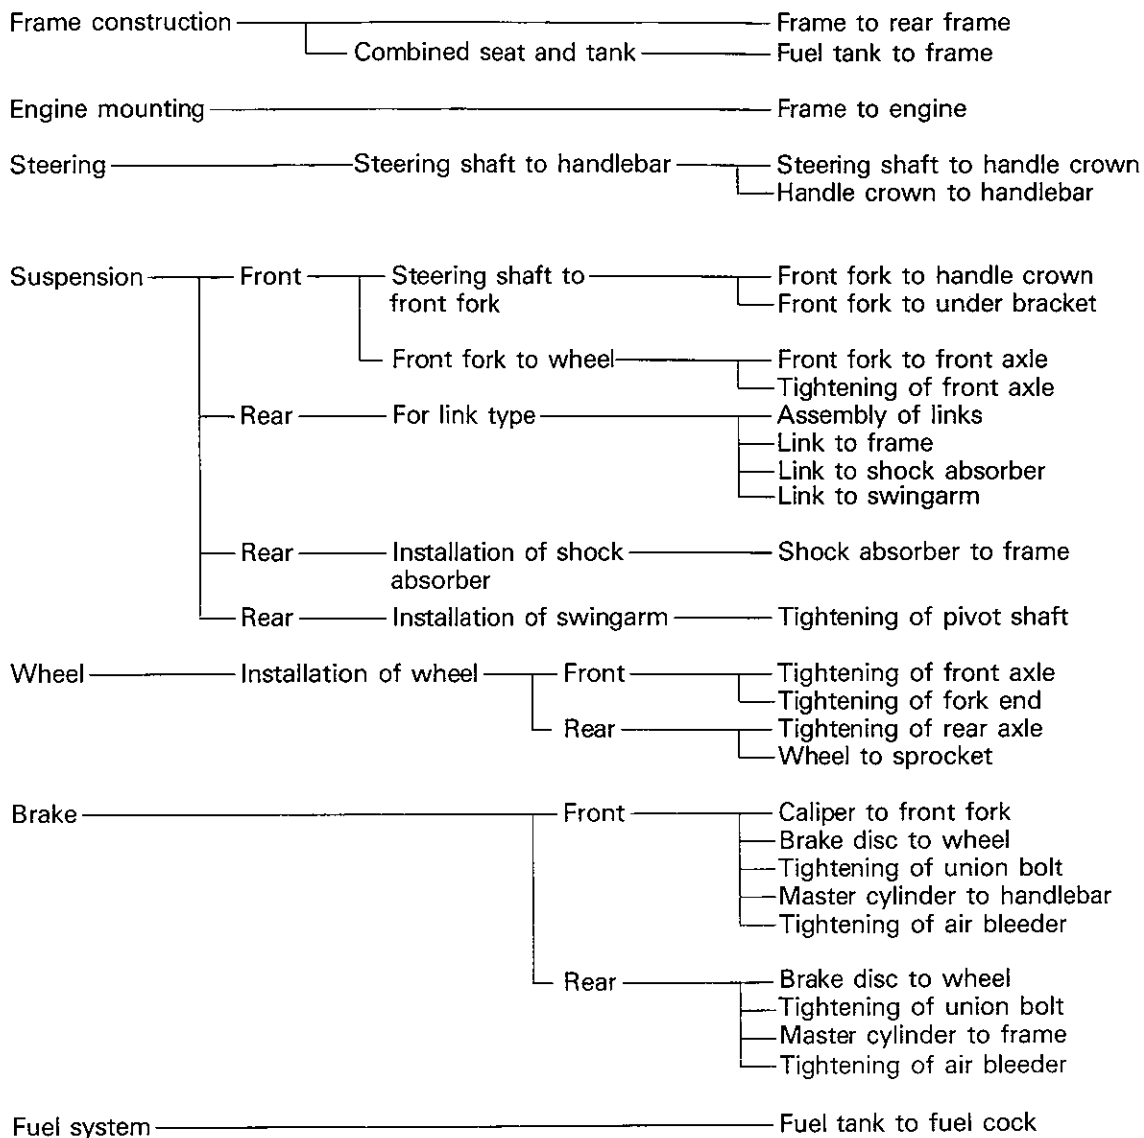 Frame construction Frame to rear frame
Combined seat and tank Fuel tank to frame
Engine mounting Frame to engine
Steering Steering shaft to handlebar Steering shaft to handle crown
Handle crown to handlebar
Suspension Front Steering shaft to Front fork to handle crown
front fork Front fork to under bracket
Front fork to wheel Front fork to front axle
Tightening of front axle
Rear For link type Assembly of links
Link to frame
Link to shock absorber
Link to swingarm
Rear Installation of shock Shock absorber to frame
absorber
Rear Installation of swingarm Tightening of pivot shaft
Wheel Installation of wheel Front Tightening of front axle
Tightening of fork end
Rear Tightening of rear axle
Wheel to sprocket
Brake Front Caliper to front fork
Brake disc to wheel
Tightening of union bolt
Master cylinder to handlebar
Tightening of air bleeder
Rear Brake disc to wheel
Tightening of union bolt
Master cylinder to frame
Tightening of air bleeder
Fuel system Fuel tank to fuel cock